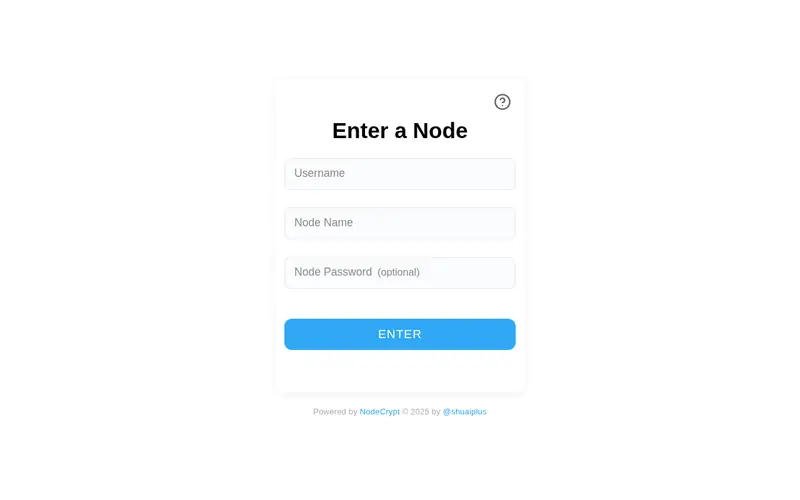 Enter a Node
Username
Node Name
Node Password (optional)
ENTER
Powered by NodeCrypt © 2025 by @shuaiplus